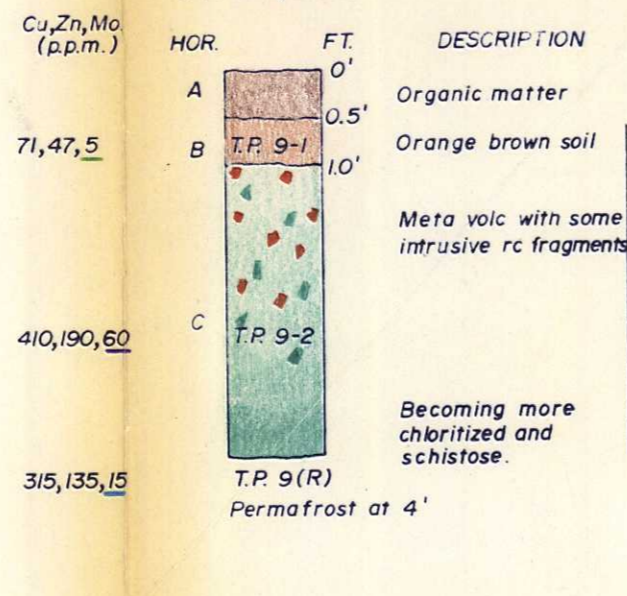 Cu,Zn,Mo.
(p.p.m.)
HOR.
FT.
DESCRIPTION
0'
A
Organic matter
0.5'
71,47,5
B
T.P. 9-1
Orange brown soil
1.0'
Meta volc with some
intrusive rc fragments
C
410,190,60
T.P. 9-2
Becoming more
chloritized and
schistose.
315,135,15
T.P. 9(R)
Permafrost at 4'